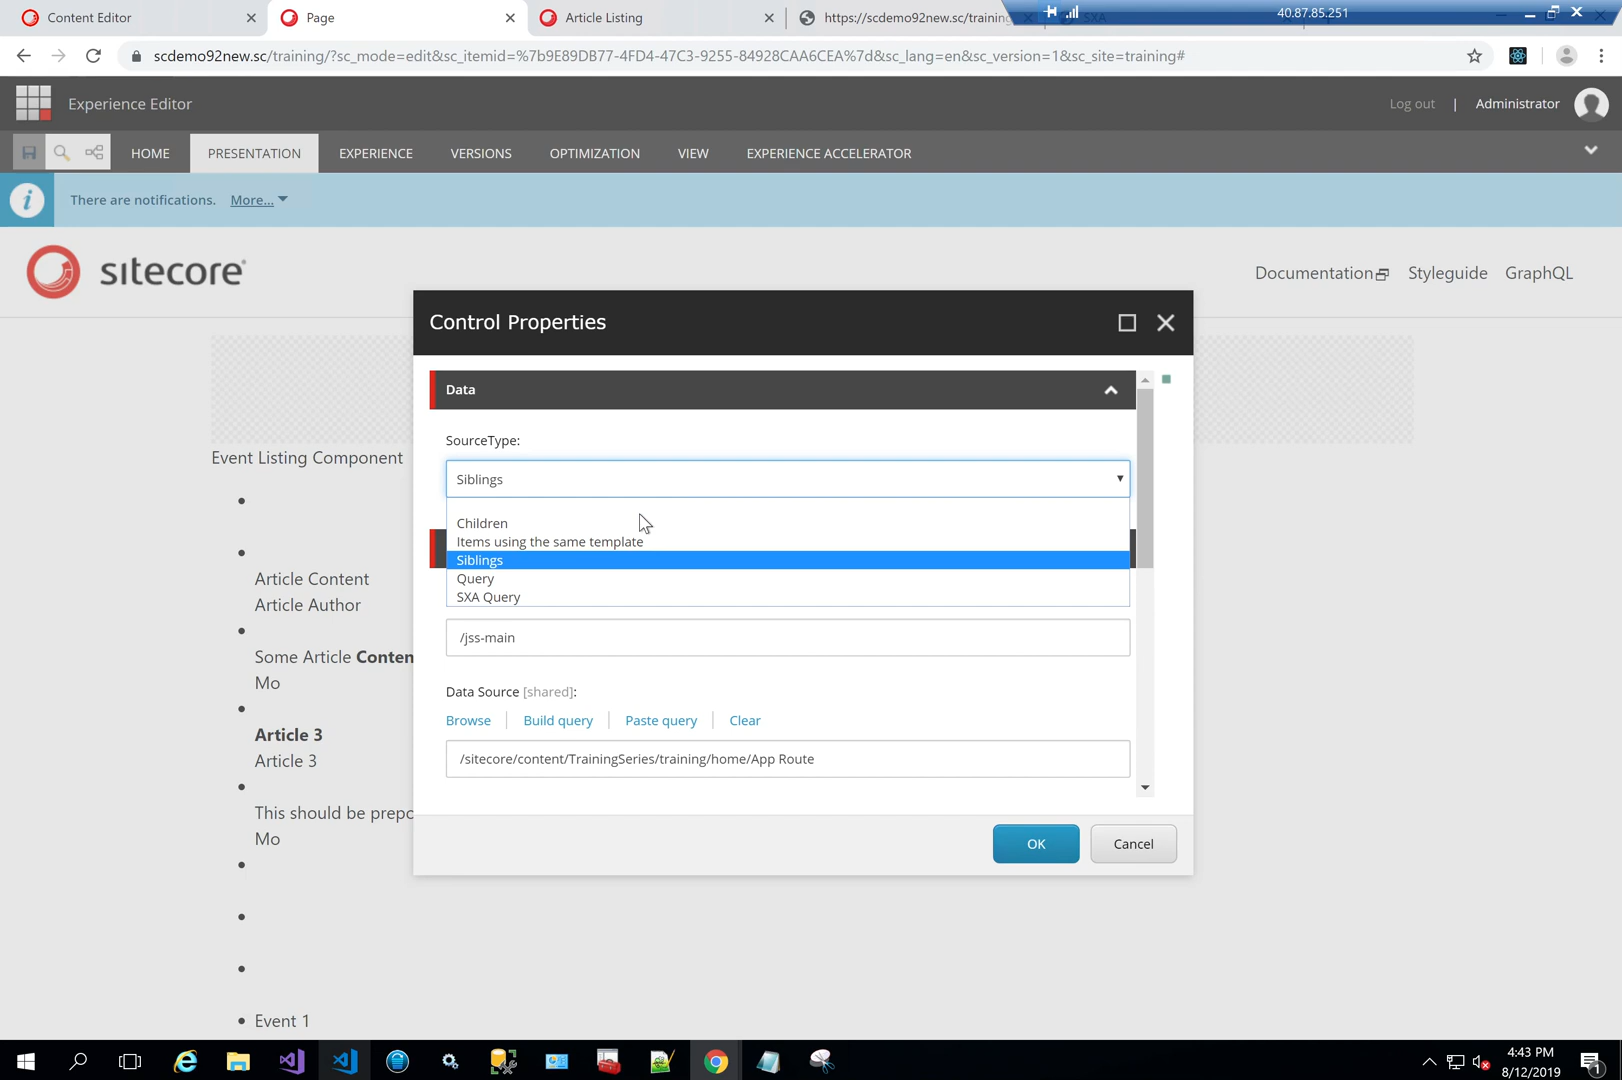 Content Editor
Page
Article Listing
https://scdemo92new.sc/training
40.87.85.251
scdemo92new.sc/training/?sc_mode=edit&sc_itemid=%7b9E89DB77-4FD4-47C3-9255-84928CAA6CEA%7d&sc_lang=en&sc_version=1&sc_site=training#
Experience Editor
Log out | Administrator
HOME
PRESENTATION
EXPERIENCE
VERSIONS
OPTIMIZATION
VIEW
EXPERIENCE ACCELERATOR
There are notifications. More...
sitecore
Documentation
Styleguide
GraphQL
Control Properties
Data
SourceType:
Siblings
Children
Items using the same template
Siblings
Query
SXA Query
/jss-main
Data Source [shared]:
Browse
Build query
Paste query
Clear
/sitecore/content/TrainingSeries/training/home/App Route
OK
Cancel
Event Listing Component
Article Content
Article Author
Some Article Conten
Mo
Article 3
Article 3
This should be prepo
Mo
Event 1
4:43 PM
8/12/2019
1